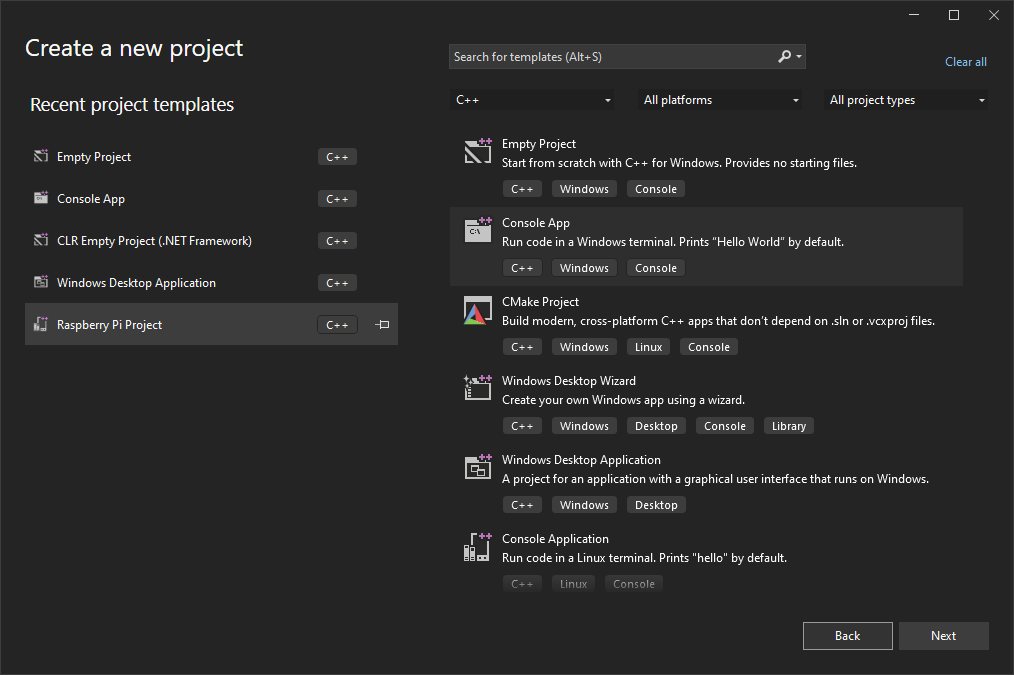 Create a new project
Search for templates (Alt+S)
Clear all
Recent project templates
Empty Project C++
Console App C++
CLR Empty Project (.NET Framework) C++
Windows Desktop Application C++
Raspberry Pi Project C++
C++ All platforms All project types
Empty Project
Start from scratch with C++ for Windows. Provides no starting files.
C++ Windows Console
C:\
Console App
Run code in a Windows terminal. Prints "Hello World" by default.
C++ Windows Console
CMake Project
Build modern, cross-platform C++ apps that don't depend on .sln or .vcxproj files.
C++ Windows Linux Console
Windows Desktop Wizard
Create your own Windows app using a wizard.
C++ Windows Desktop Console Library
Windows Desktop Application
A project for an application with a graphical user interface that runs on Windows.
C++ Windows Desktop
Console Application
Run code in a Linux terminal. Prints "hello" by default.
C++ Linux Console
Back Next